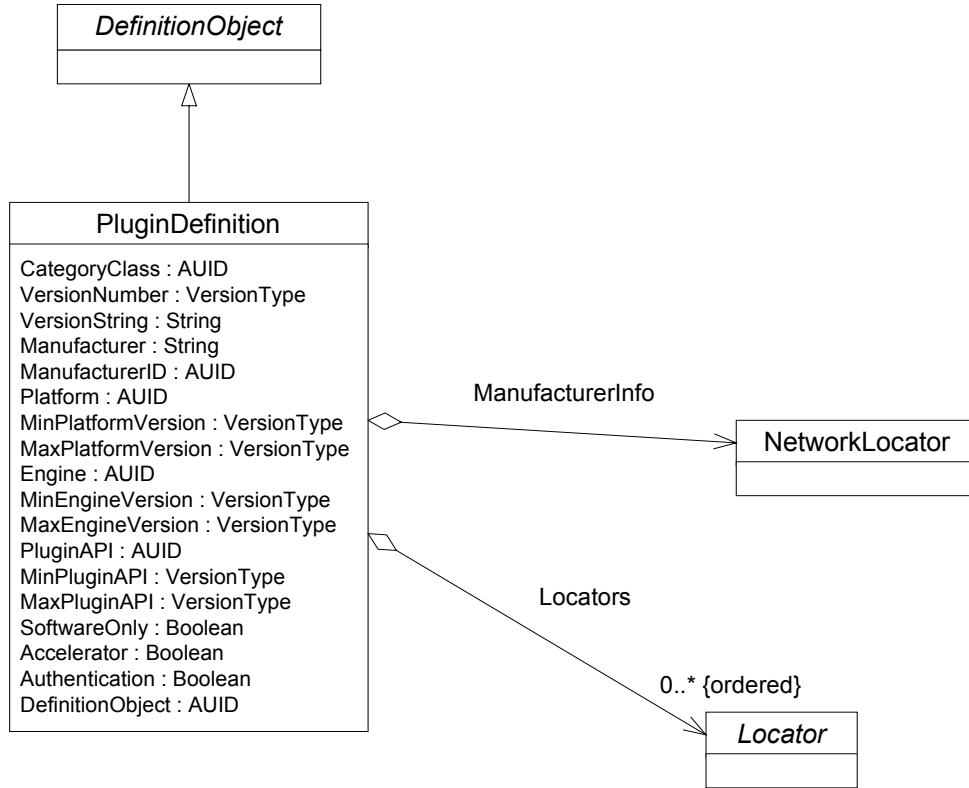 DefinitionObject
PluginDefinition
CategoryClass : AUID
VersionNumber : VersionType
VersionString : String
Manufacturer : String
ManufacturerID : AUID
Platform : AUID
MinPlatformVersion : VersionType
MaxPlatformVersion : VersionType
Engine : AUID
MinEngineVersion : VersionType
MaxEngineVersion : VersionType
PluginAPI : AUID
MinPluginAPI : VersionType
MaxPluginAPI : VersionType
SoftwareOnly : Boolean
Accelerator : Boolean
Authentication : Boolean
DefinitionObject : AUID
ManufacturerInfo
NetworkLocator
Locators
0..* {ordered}
Locator